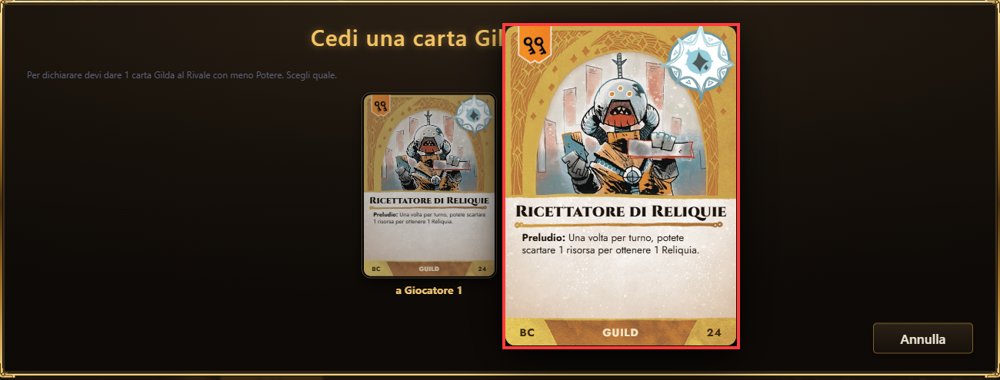 Cedi una carta Gil
Per dichiarare devi dare 1 carta Gilda al Rivale con meno Potere. Scegli quale.
RICETTATORE DI RELIQUIE
Preludio: Una volta per turno, potete scartare
1 risorsa per ottenere 1 Reliquia.
BC GUILD 24
a Giocatore 1
RICETTATORE DI RELIQUIE
Preludio: Una volta per turno, potete
scartare 1 risorsa per ottenere 1 Reliquia.
BC GUILD 24
Annulla